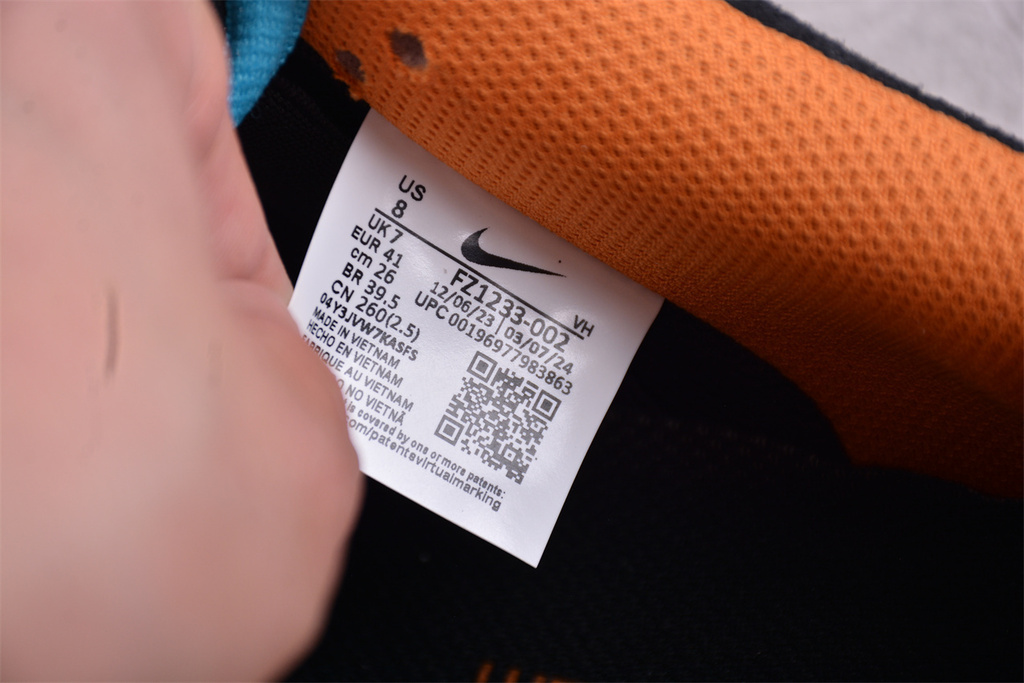 US
8
UK 7
EUR 41
cm 26
BR 39.5
CN 260(2.5)
04Y3JVW7KASFS
MADE IN VIETNAM
HECHO EN VIETNAM
FABRIQUE AU VIETNAM
NO VIETNÃ
is covered by one or more patents:
.com/patentsvirtualmarking
VH
FZ1233-002
12/06/23 | 03/07/24
UPC 00196977983863